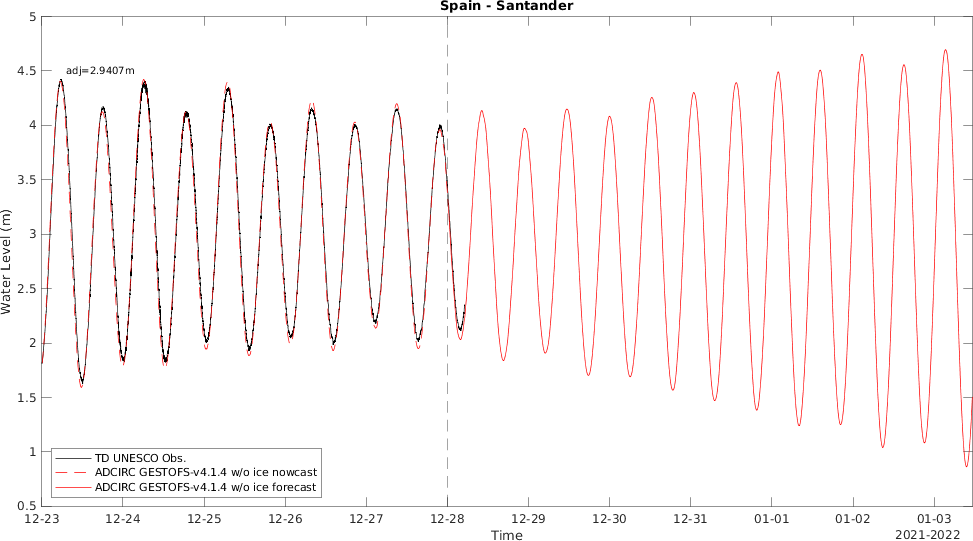 Spain - Santander
adj=2.9407m
5
4.5
4
3.5
3
2.5
2
1.5
1
0.5
Water Level (m)
TD UNESCO Obs.
ADCIRC GESTOFS-v4.1.4 w/o ice nowcast
ADCIRC GESTOFS-v4.1.4 w/o ice forecast
12-23 12-24 12-25 12-26 12-27 12-28 12-29 12-30 12-31 01-01 01-02 01-03
Time
2021-2022